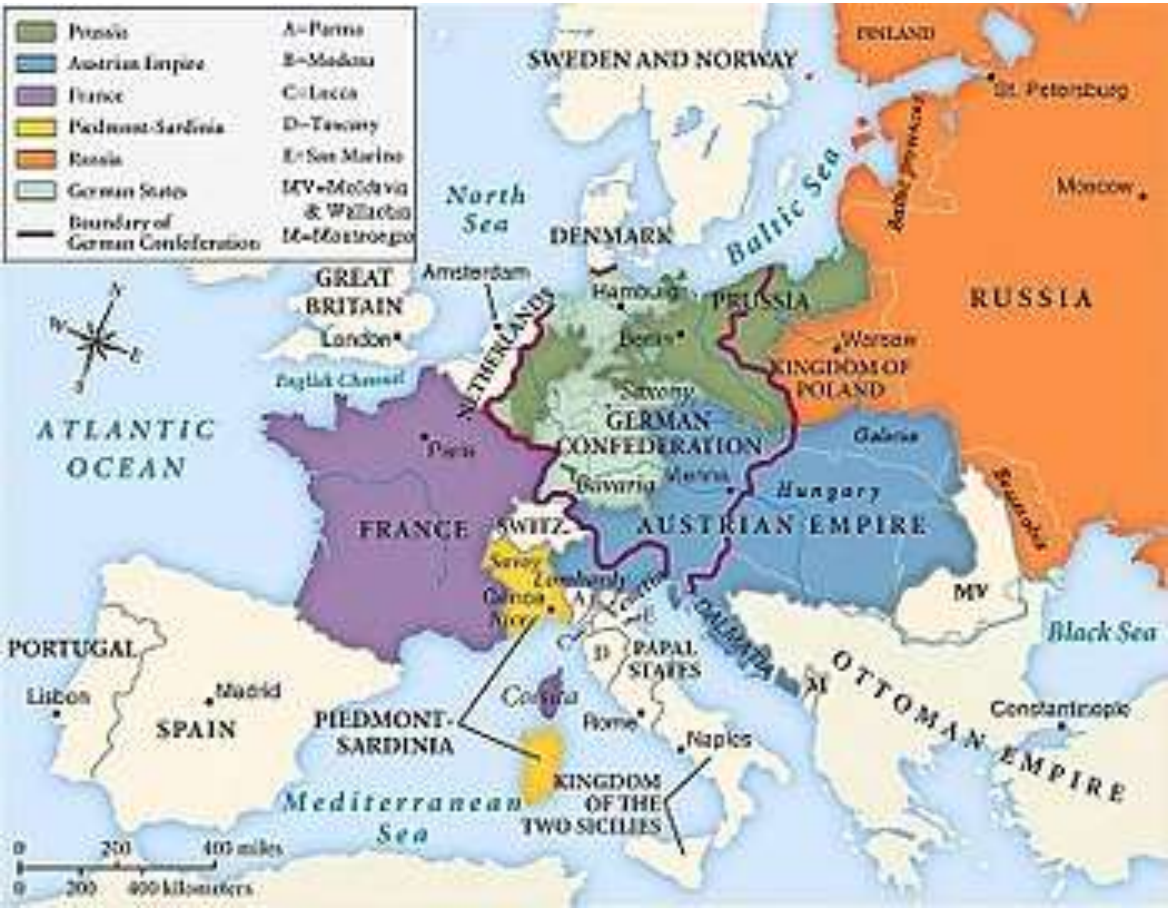 Prussia
Austrian Empire
France
Piedmont-Sardinia
Russia
German States
Boundary of
German Confederation
A=Parma
B=Modena
C=Lucca
D=Tuscany
E=San Marino
MV=Moldavia
& Wallachia
M=Montenegro
FINLAND
SWEDEN AND NORWAY
St. Petersburg
Baltic provinces
Moscow
North
Sea
Baltic Sea
DENMARK
Amsterdam
GREAT
BRITAIN
London
NETHERLANDS
Hamburg
PRUSSIA
RUSSIA
Berlin
Warsaw
KINGDOM OF
POLAND
N
W
E
S
English Channel
Saxony
GERMAN
CONFEDERATION
ATLANTIC
OCEAN
Paris
Galicia
Bavaria
Vienna
Hungary
FRANCE
SWITZ.
AUSTRIAN EMPIRE
Bessarabia
Savoy
Lombardy
Genoa
Nice
A
Venetia
C
E
D
MV
Black Sea
PORTUGAL
DALMATIA
PAPAL
STATES
M
OTTOMAN EMPIRE
Lisbon
Madrid
SPAIN
Corsica
Rome
Constantinople
PIEDMONT-
SARDINIA
Naples
KINGDOM
OF THE
TWO SICILIES
Mediterranean
Sea
0 200 400 miles
0 200 400 kilometers